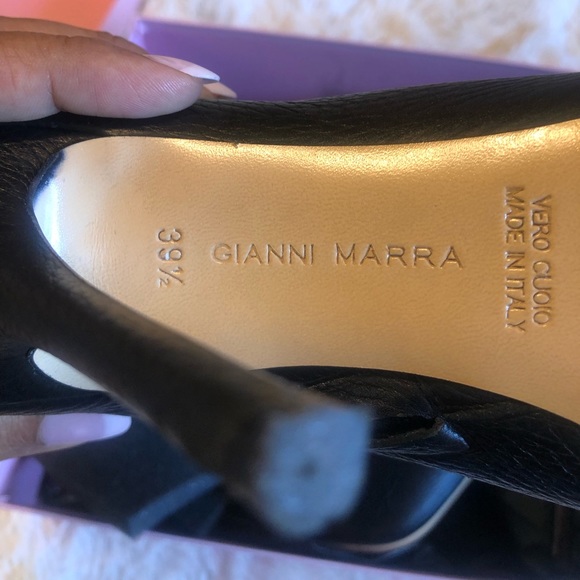 39½
GIANNI MARRA
VERO CUOIO
MADE IN ITALY